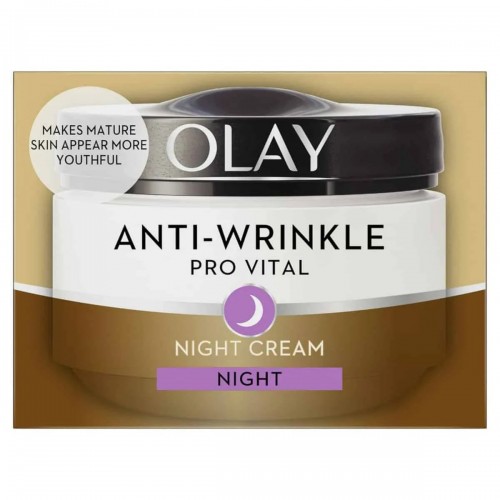 MAKES MATURE
SKIN APPEAR MORE
YOUTHFUL
OLAY
ANTI-WRINKLE
PRO VITAL
NIGHT CREAM
NIGHT